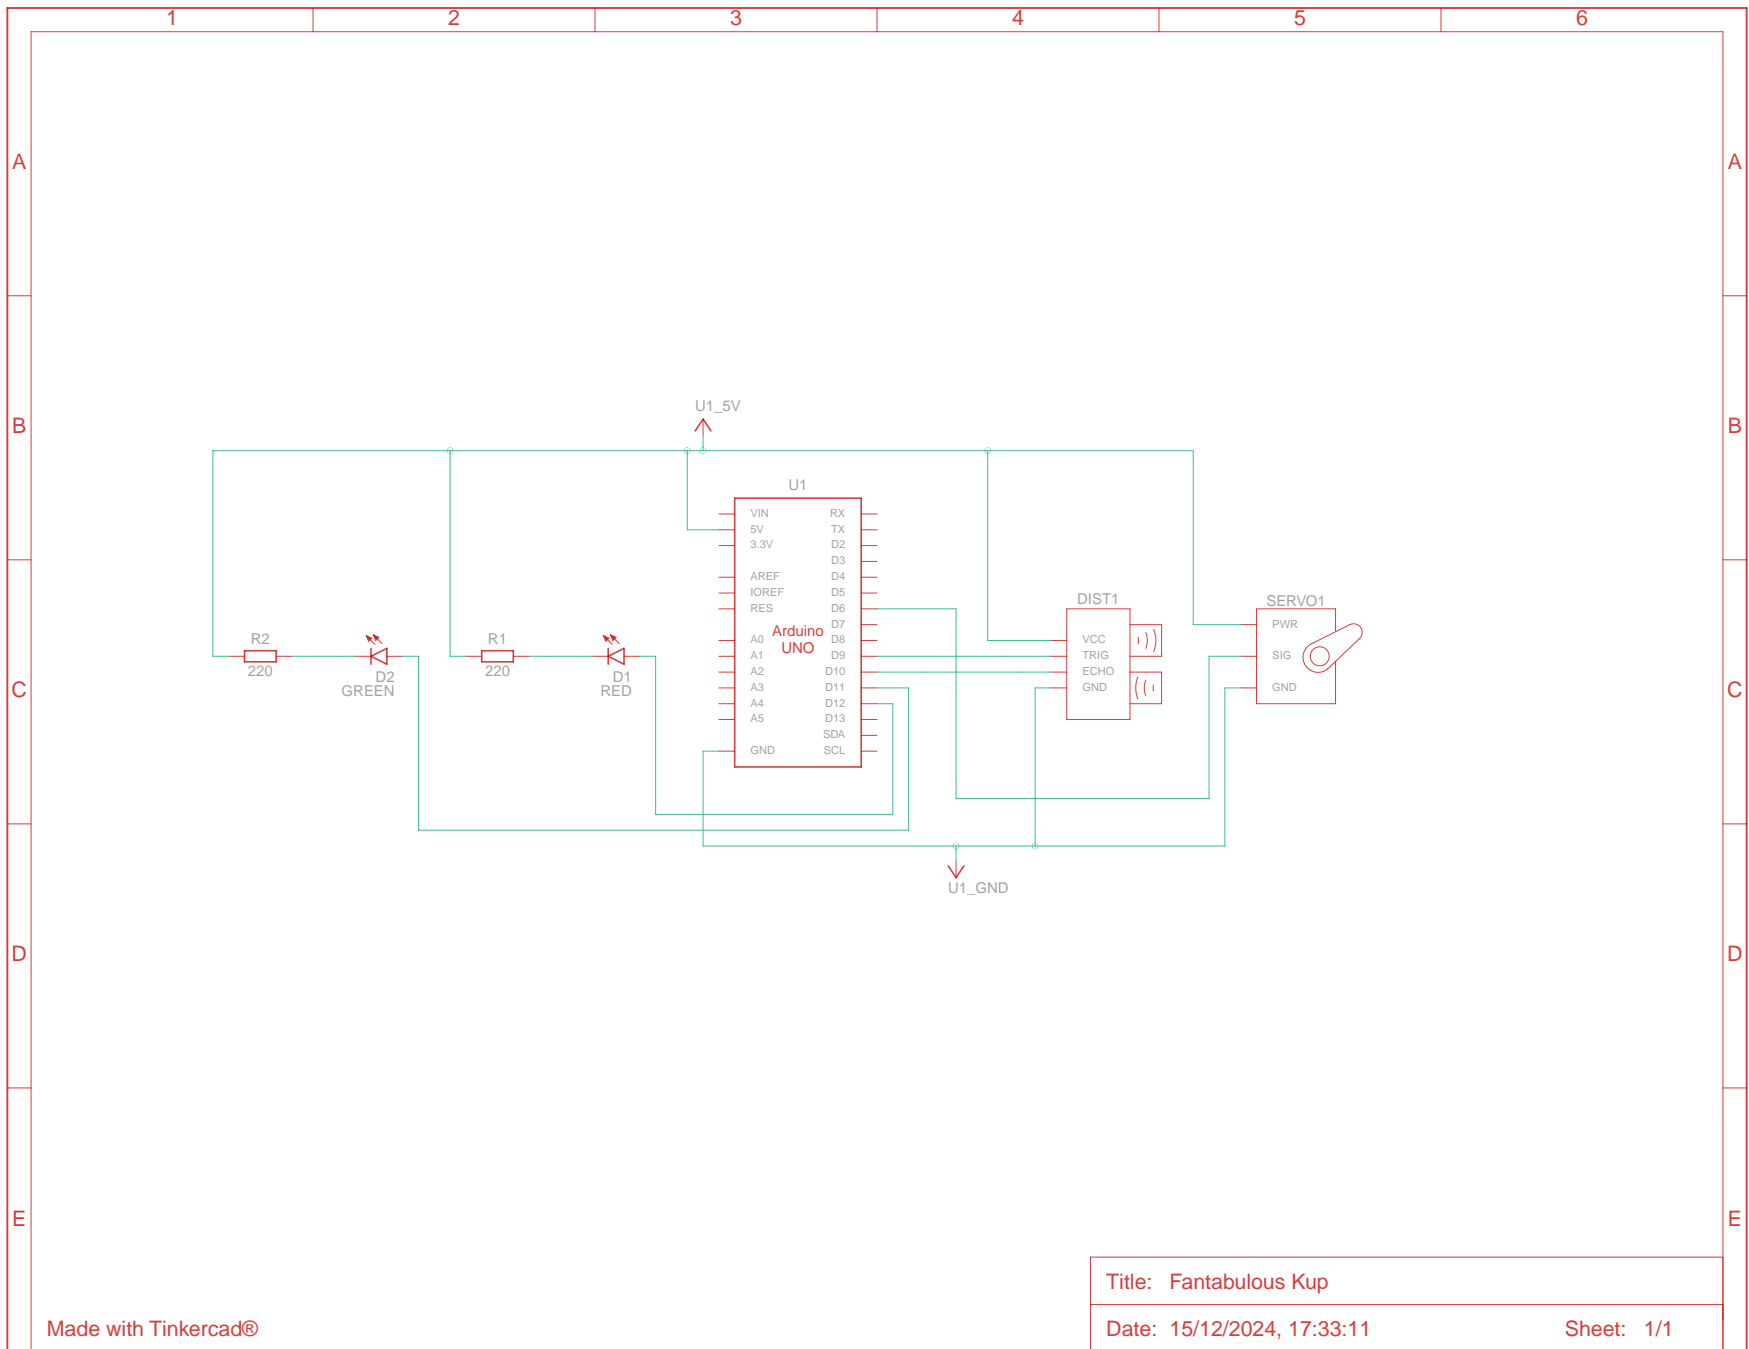 1 2 3 4 5 6
A A
B B
U1_5V
U1
VIN RX
5V TX
3.3V D2
D3
AREF D4
IOREF D5
RES D6
D7
A0 D8
A1 D9
A2 D10
A3 D11
A4 D12
A5 D13
SDA
GND SCL
Arduino
UNO
C C
R2
220
D2
GREEN
R1
220
D1
RED
DIST1
VCC
TRIG
ECHO
GND
SERVO1
PWR
SIG
GND
U1_GND
D D
E E
Title: Fantabulous Kup
Made with Tinkercad®
Date: 15/12/2024, 17:33:11 Sheet: 1/1